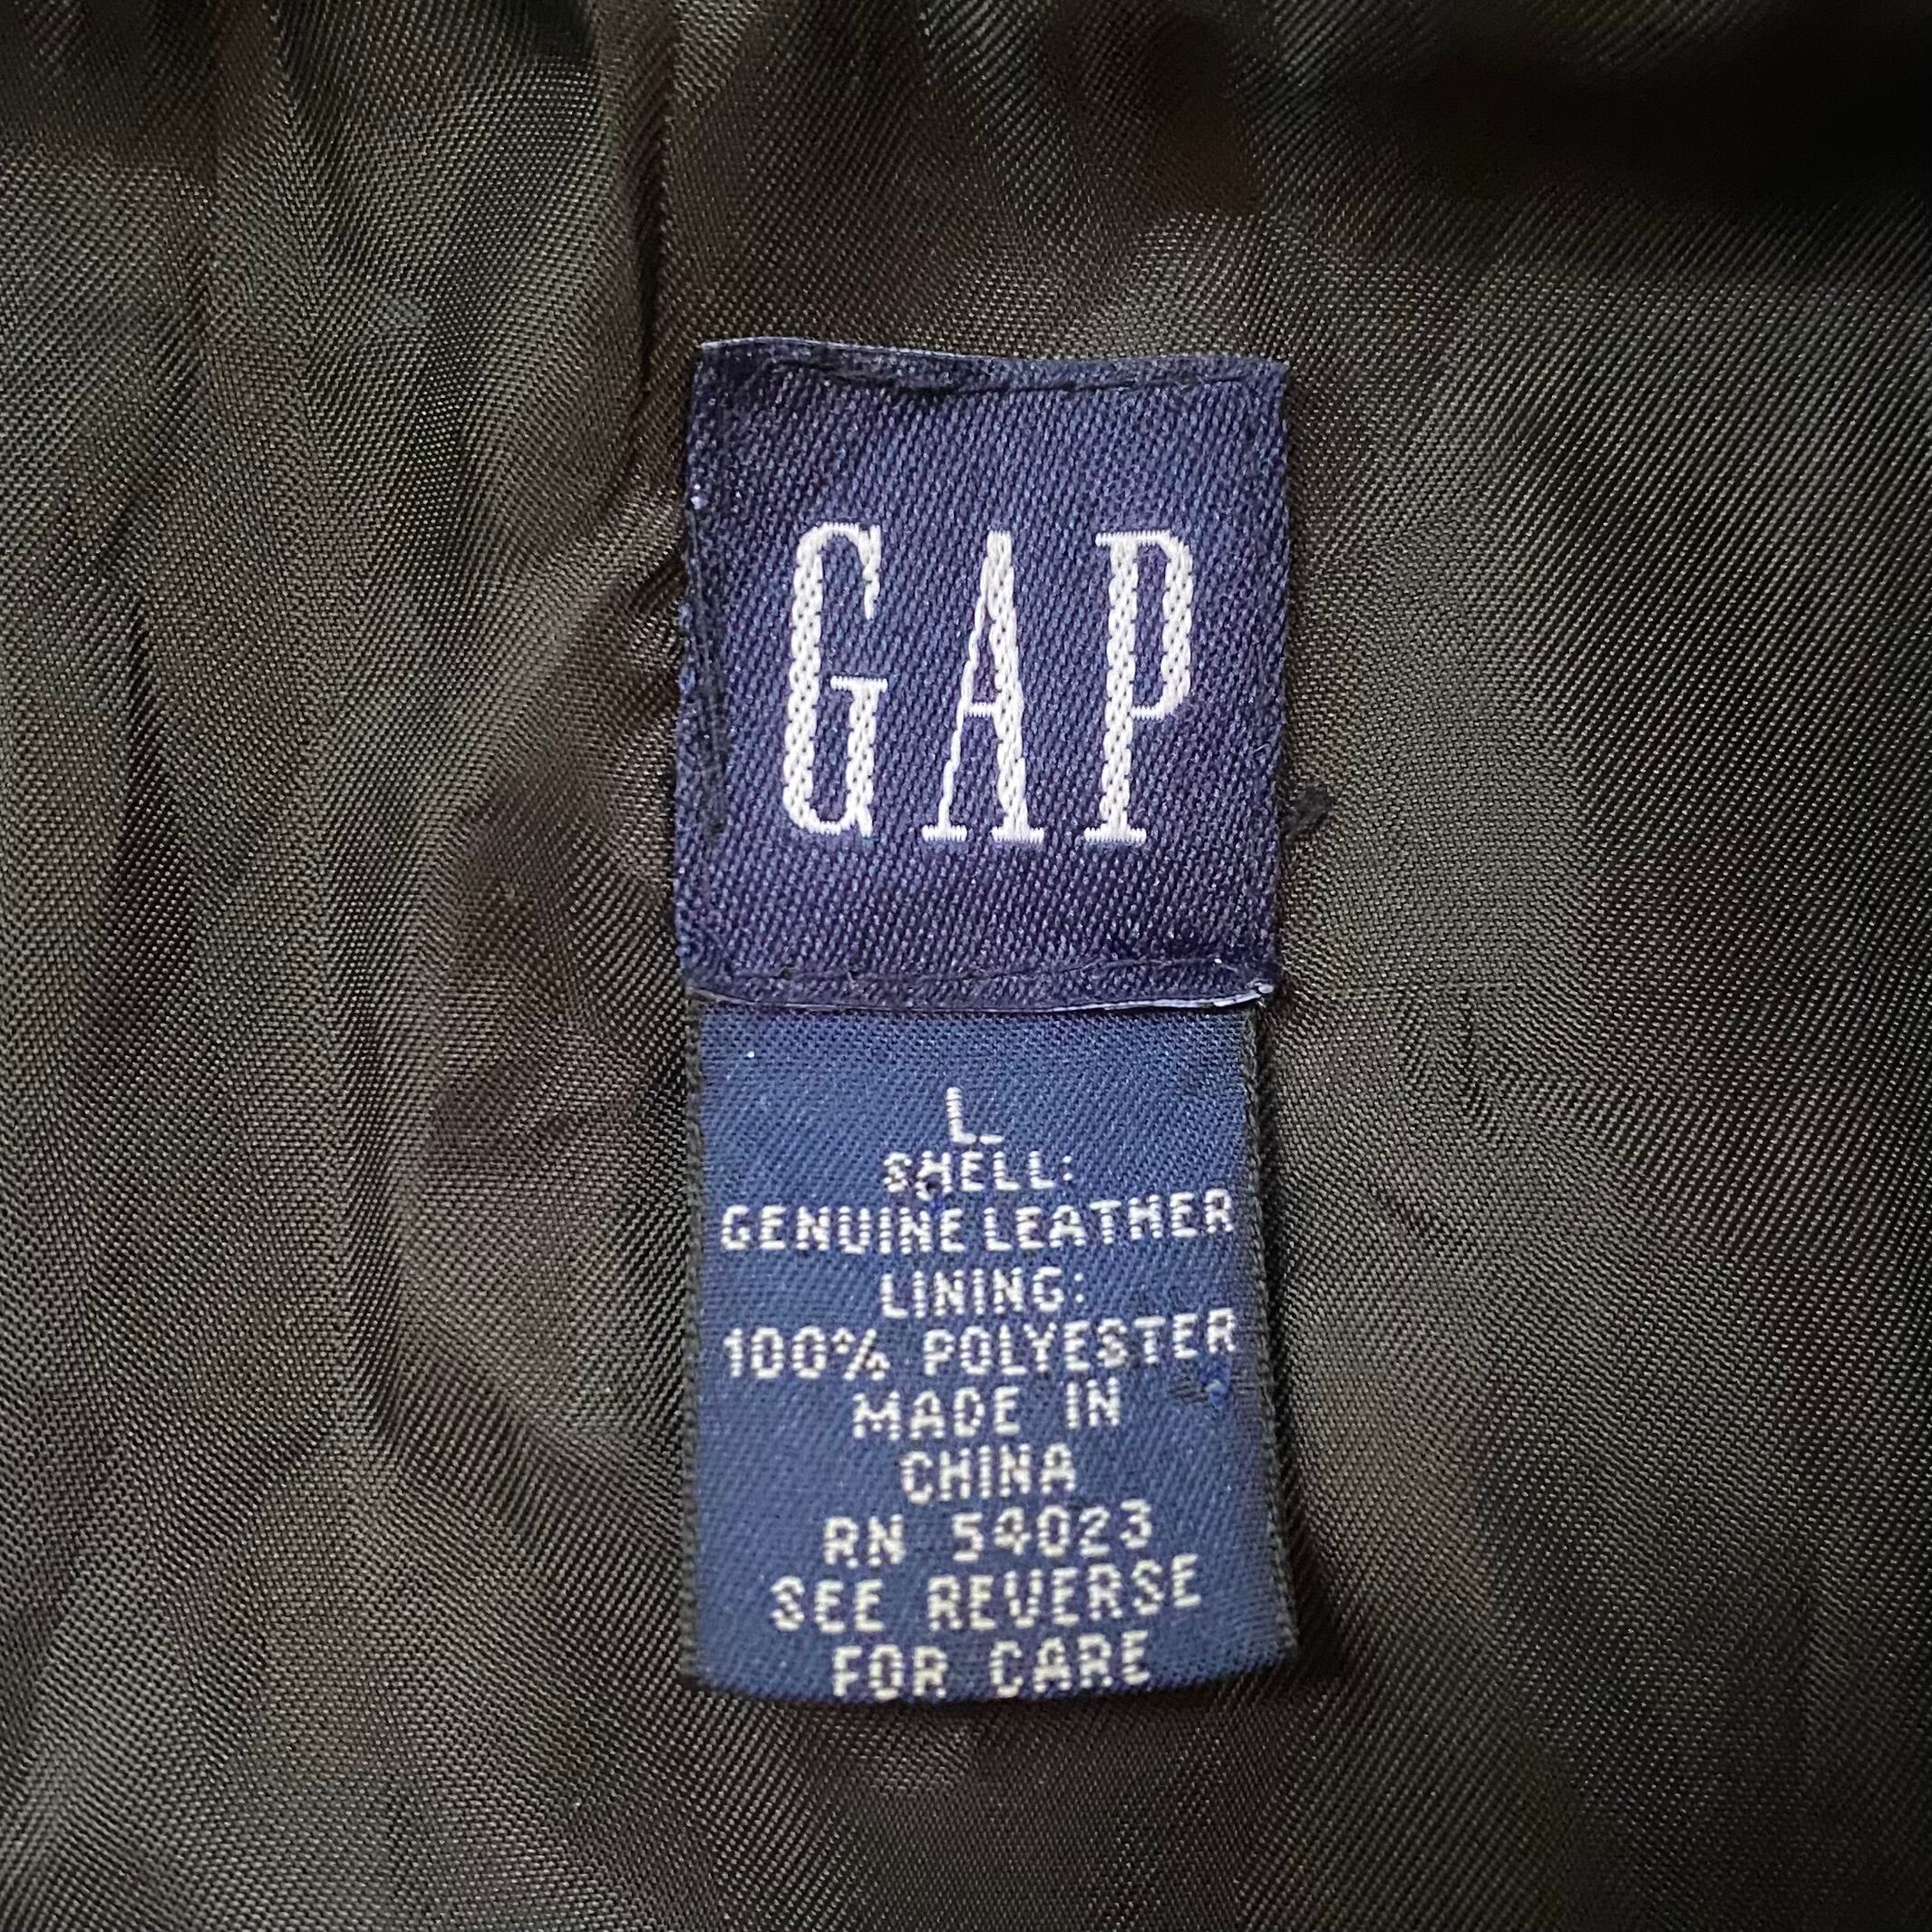 GAP
L
SHELL:
GENUINE LEATHER
LINING:
100% POLYESTER
MADE IN
CHINA
RN 54023
SEE REVERSE
FOR CARE